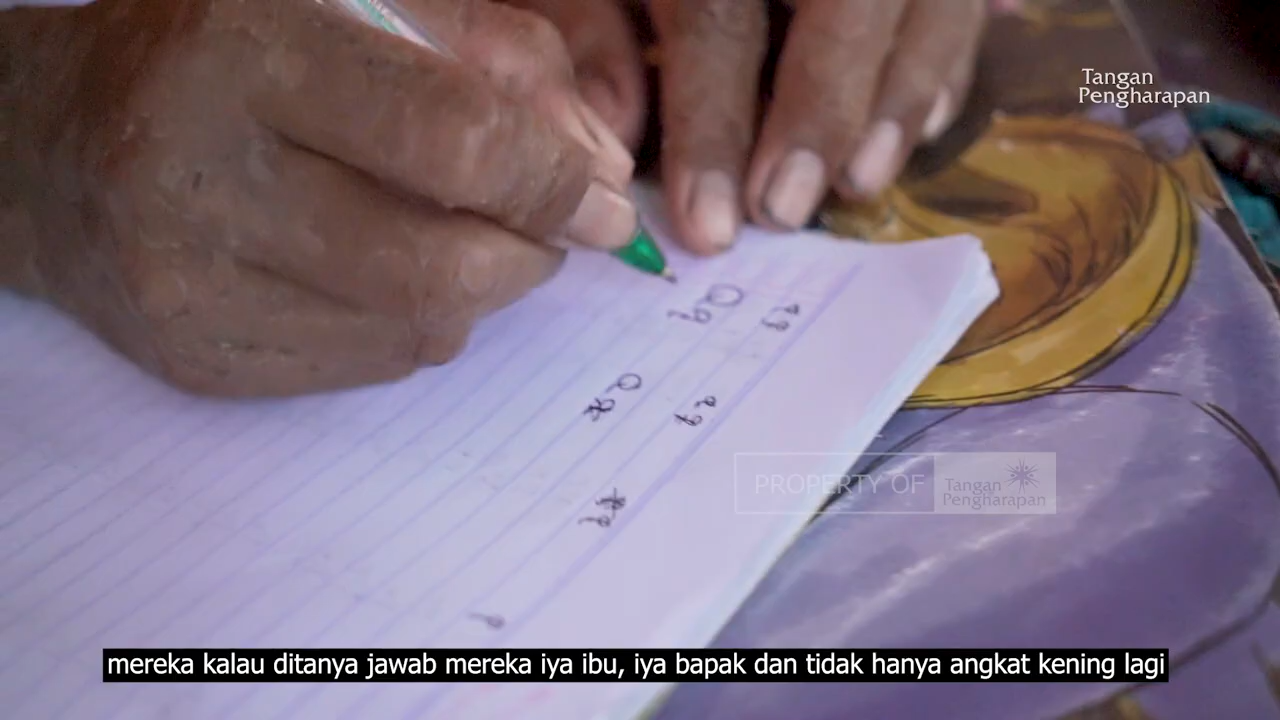 Tangan
Pengharapan
PROPERTY OF
Tangan
Pengharapan
mereka kalau ditanya jawab mereka iya ibu, iya bapak dan tidak hanya angkat kening lagi